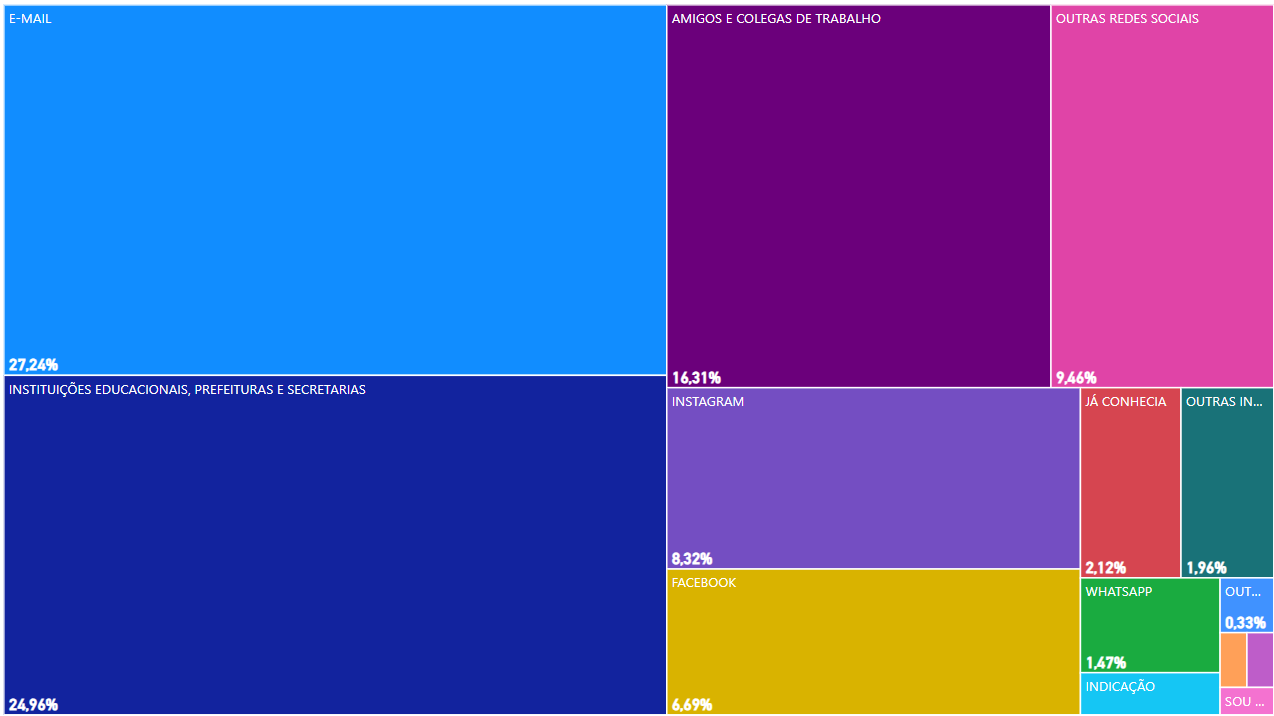 E-MAIL
27,24%
INSTITUIÇÕES EDUCACIONAIS, PREFEITURAS E SECRETARIAS
24,96%
AMIGOS E COLEGAS DE TRABALHO
16,31%
OUTRAS REDES SOCIAIS
9,46%
INSTAGRAM
8,32%
FACEBOOK
6,69%
JÁ CONHECIA
2,12%
OUTRAS IN...
1,96%
WHATSAPP
1,47%
INDICAÇÃO
OUT...
0,33%
SOU ...